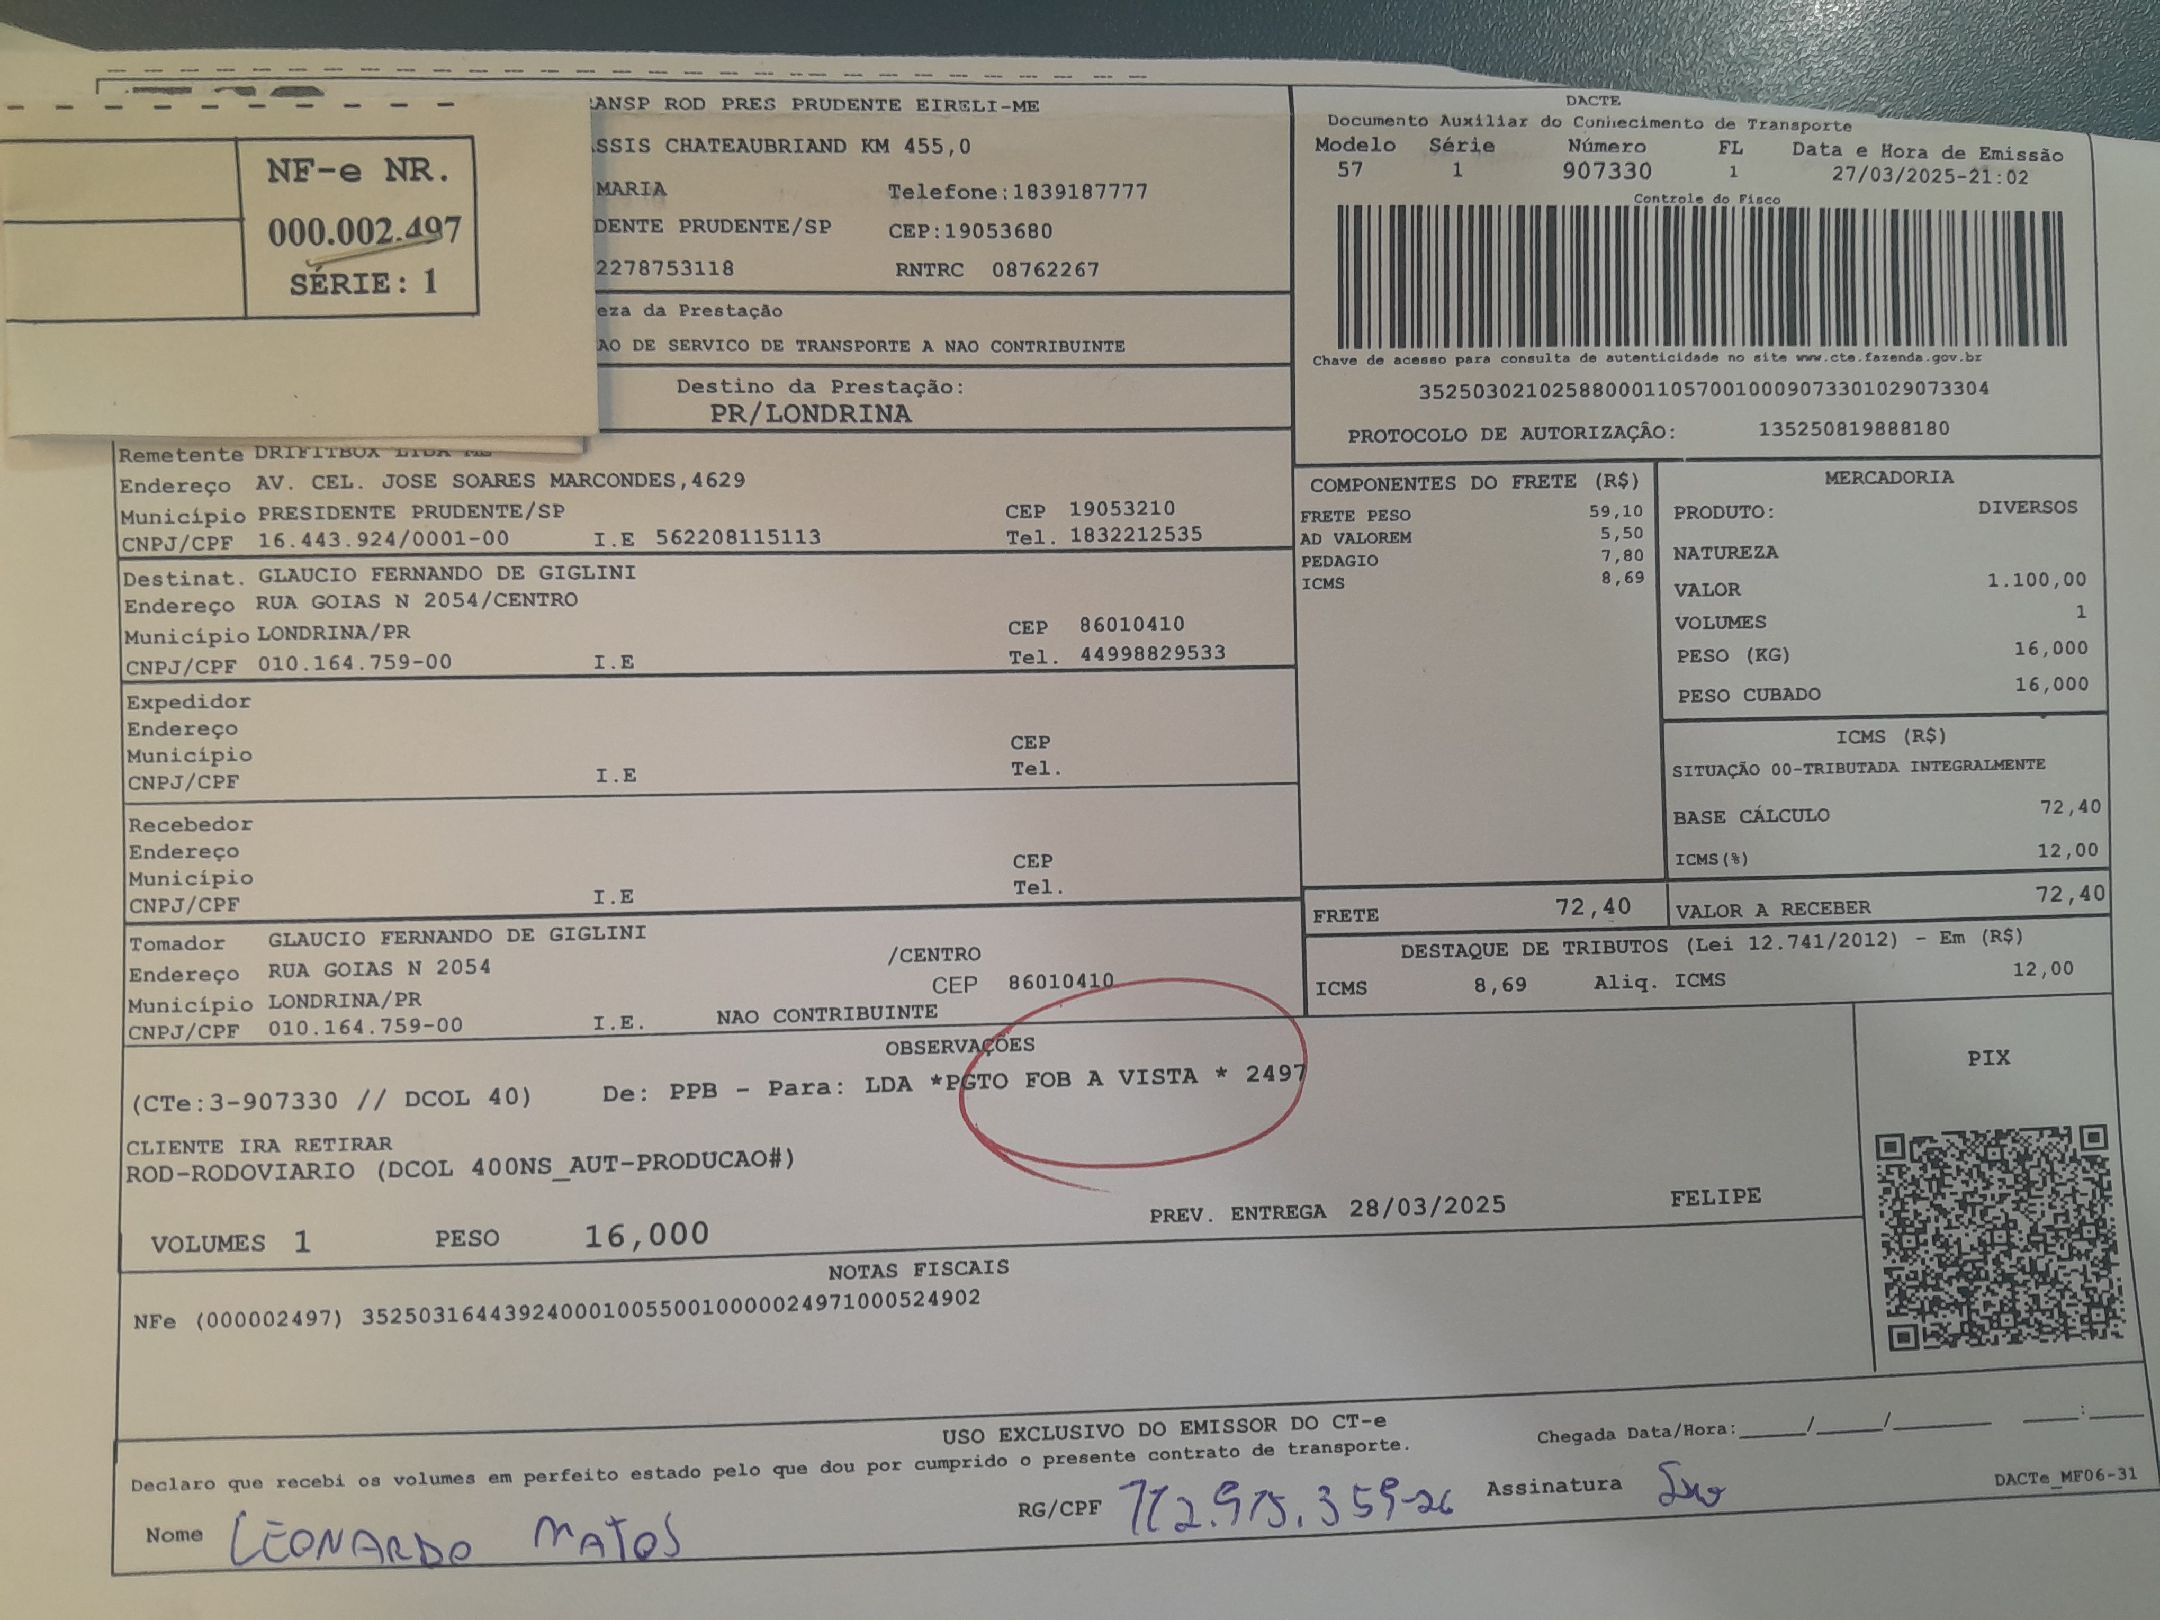 NF-e NR.
000.002.497
SÉRIE: 1
TRANSP ROD PRES PRUDENTE EIRELI-ME
ASSIS CHATEAUBRIAND KM 455,0
MARIA Telefone:1839187777
DENTE PRUDENTE/SP CEP:19053680
2278753118 RNTRC 08762267
eza da Prestação
AO DE SERVICO DE TRANSPORTE A NAO CONTRIBUINTE
Destino da Prestação:
PR/LONDRINA
DACTE
Documento Auxiliar do Conhecimento de Transporte
Modelo Série Número FL Data e Hora de Emissão
57 1 907330 1 27/03/2025-21:02
Controle do Fisco
Chave de acesso para consulta de autenticidade no site www.cte.fazenda.gov.br
35250302102588000110570010009073301029073304
PROTOCOLO DE AUTORIZAÇÃO: 135250819888180
Remetente DRIFITBOX LTDA ME
Endereço AV. CEL. JOSE SOARES MARCONDES,4629
Município PRESIDENTE PRUDENTE/SP CEP 19053210
CNPJ/CPF 16.443.924/0001-00 I.E 562208115113 Tel. 1832212535
Destinat. GLAUCIO FERNANDO DE GIGLINI
Endereço RUA GOIAS N 2054/CENTRO
Município LONDRINA/PR CEP 86010410
CNPJ/CPF 010.164.759-00 I.E Tel. 44998829533
Expedidor
Endereço
Município CEP
CNPJ/CPF I.E Tel.
Recebedor
Endereço
Município CEP
CNPJ/CPF I.E Tel.
Tomador GLAUCIO FERNANDO DE GIGLINI
Endereço RUA GOIAS N 2054 /CENTRO
Município LONDRINA/PR CEP 86010410
CNPJ/CPF 010.164.759-00 I.E. NAO CONTRIBUINTE
COMPONENTES DO FRETE (R$)
FRETE PESO 59,10
AD VALOREM 5,50
PEDAGIO 7,80
ICMS 8,69
MERCADORIA
PRODUTO: DIVERSOS
NATUREZA
VALOR 1.100,00
VOLUMES 1
PESO (KG) 16,000
PESO CUBADO 16,000
ICMS (R$)
SITUAÇÃO 00-TRIBUTADA INTEGRALMENTE
BASE CÁLCULO 72,40
ICMS(%) 12,00
FRETE 72,40 VALOR A RECEBER 72,40
DESTAQUE DE TRIBUTOS (Lei 12.741/2012) - Em (R$)
ICMS 8,69 Aliq. ICMS 12,00
OBSERVAÇÕES
(CTe:3-907330 // DCOL 40) De: PPB - Para: LDA *PGTO FOB A VISTA * 2497
CLIENTE IRA RETIRAR
ROD-RODOVIARIO (DCOL 400NS_AUT-PRODUCAO#)
PREV. ENTREGA 28/03/2025 FELIPE
VOLUMES 1 PESO 16,000
PIX
NOTAS FISCAIS
NFe (000002497) 35250316443924000100550010000024971000524902
USO EXCLUSIVO DO EMISSOR DO CT-e
Declaro que recebi os volumes em perfeito estado pelo que dou por cumprido o presente contrato de transporte.
Chegada Data/Hora:_____/_____/_______ ____:____
Nome LEONARDO MATOS RG/CPF 112.975.359-26 Assinatura
DACTe_MF06-31